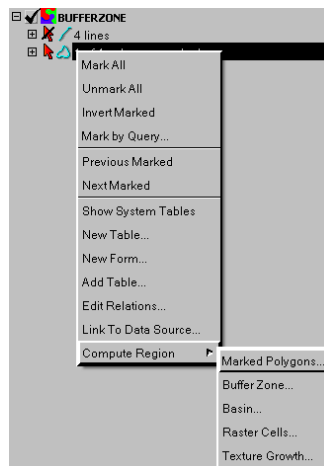 BUFFERZONE
4 lines
Mark All
Unmark All
Invert Marked
Mark by Query...
Previous Marked
Next Marked
Show System Tables
New Table...
New Form...
Add Table...
Edit Relations...
Link To Data Source...
Compute Region
Marked Polygons...
Buffer Zone...
Basin...
Raster Cells...
Texture Growth...